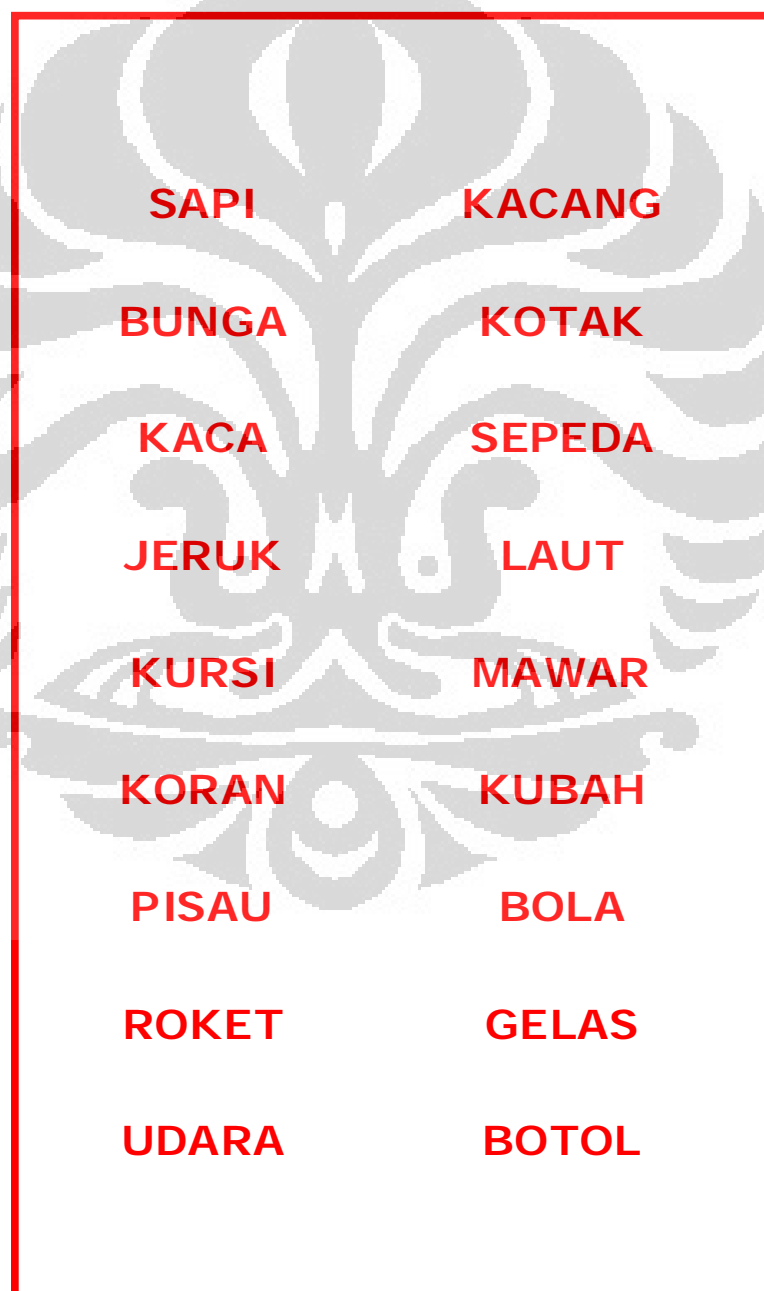 SAPI KACANG
BUNGA KOTAK
KACA SEPEDA
JERUK LAUT
KURSI MAWAR
KORAN KUBAH
PISAU BOLA
ROKET GELAS
UDARA BOTOL